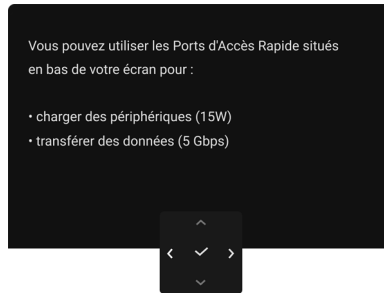 Vous pouvez utiliser les Ports d'Accès Rapide situés
en bas de votre écran pour :
• charger des périphériques (15W)
• transférer des données (5 Gbps)